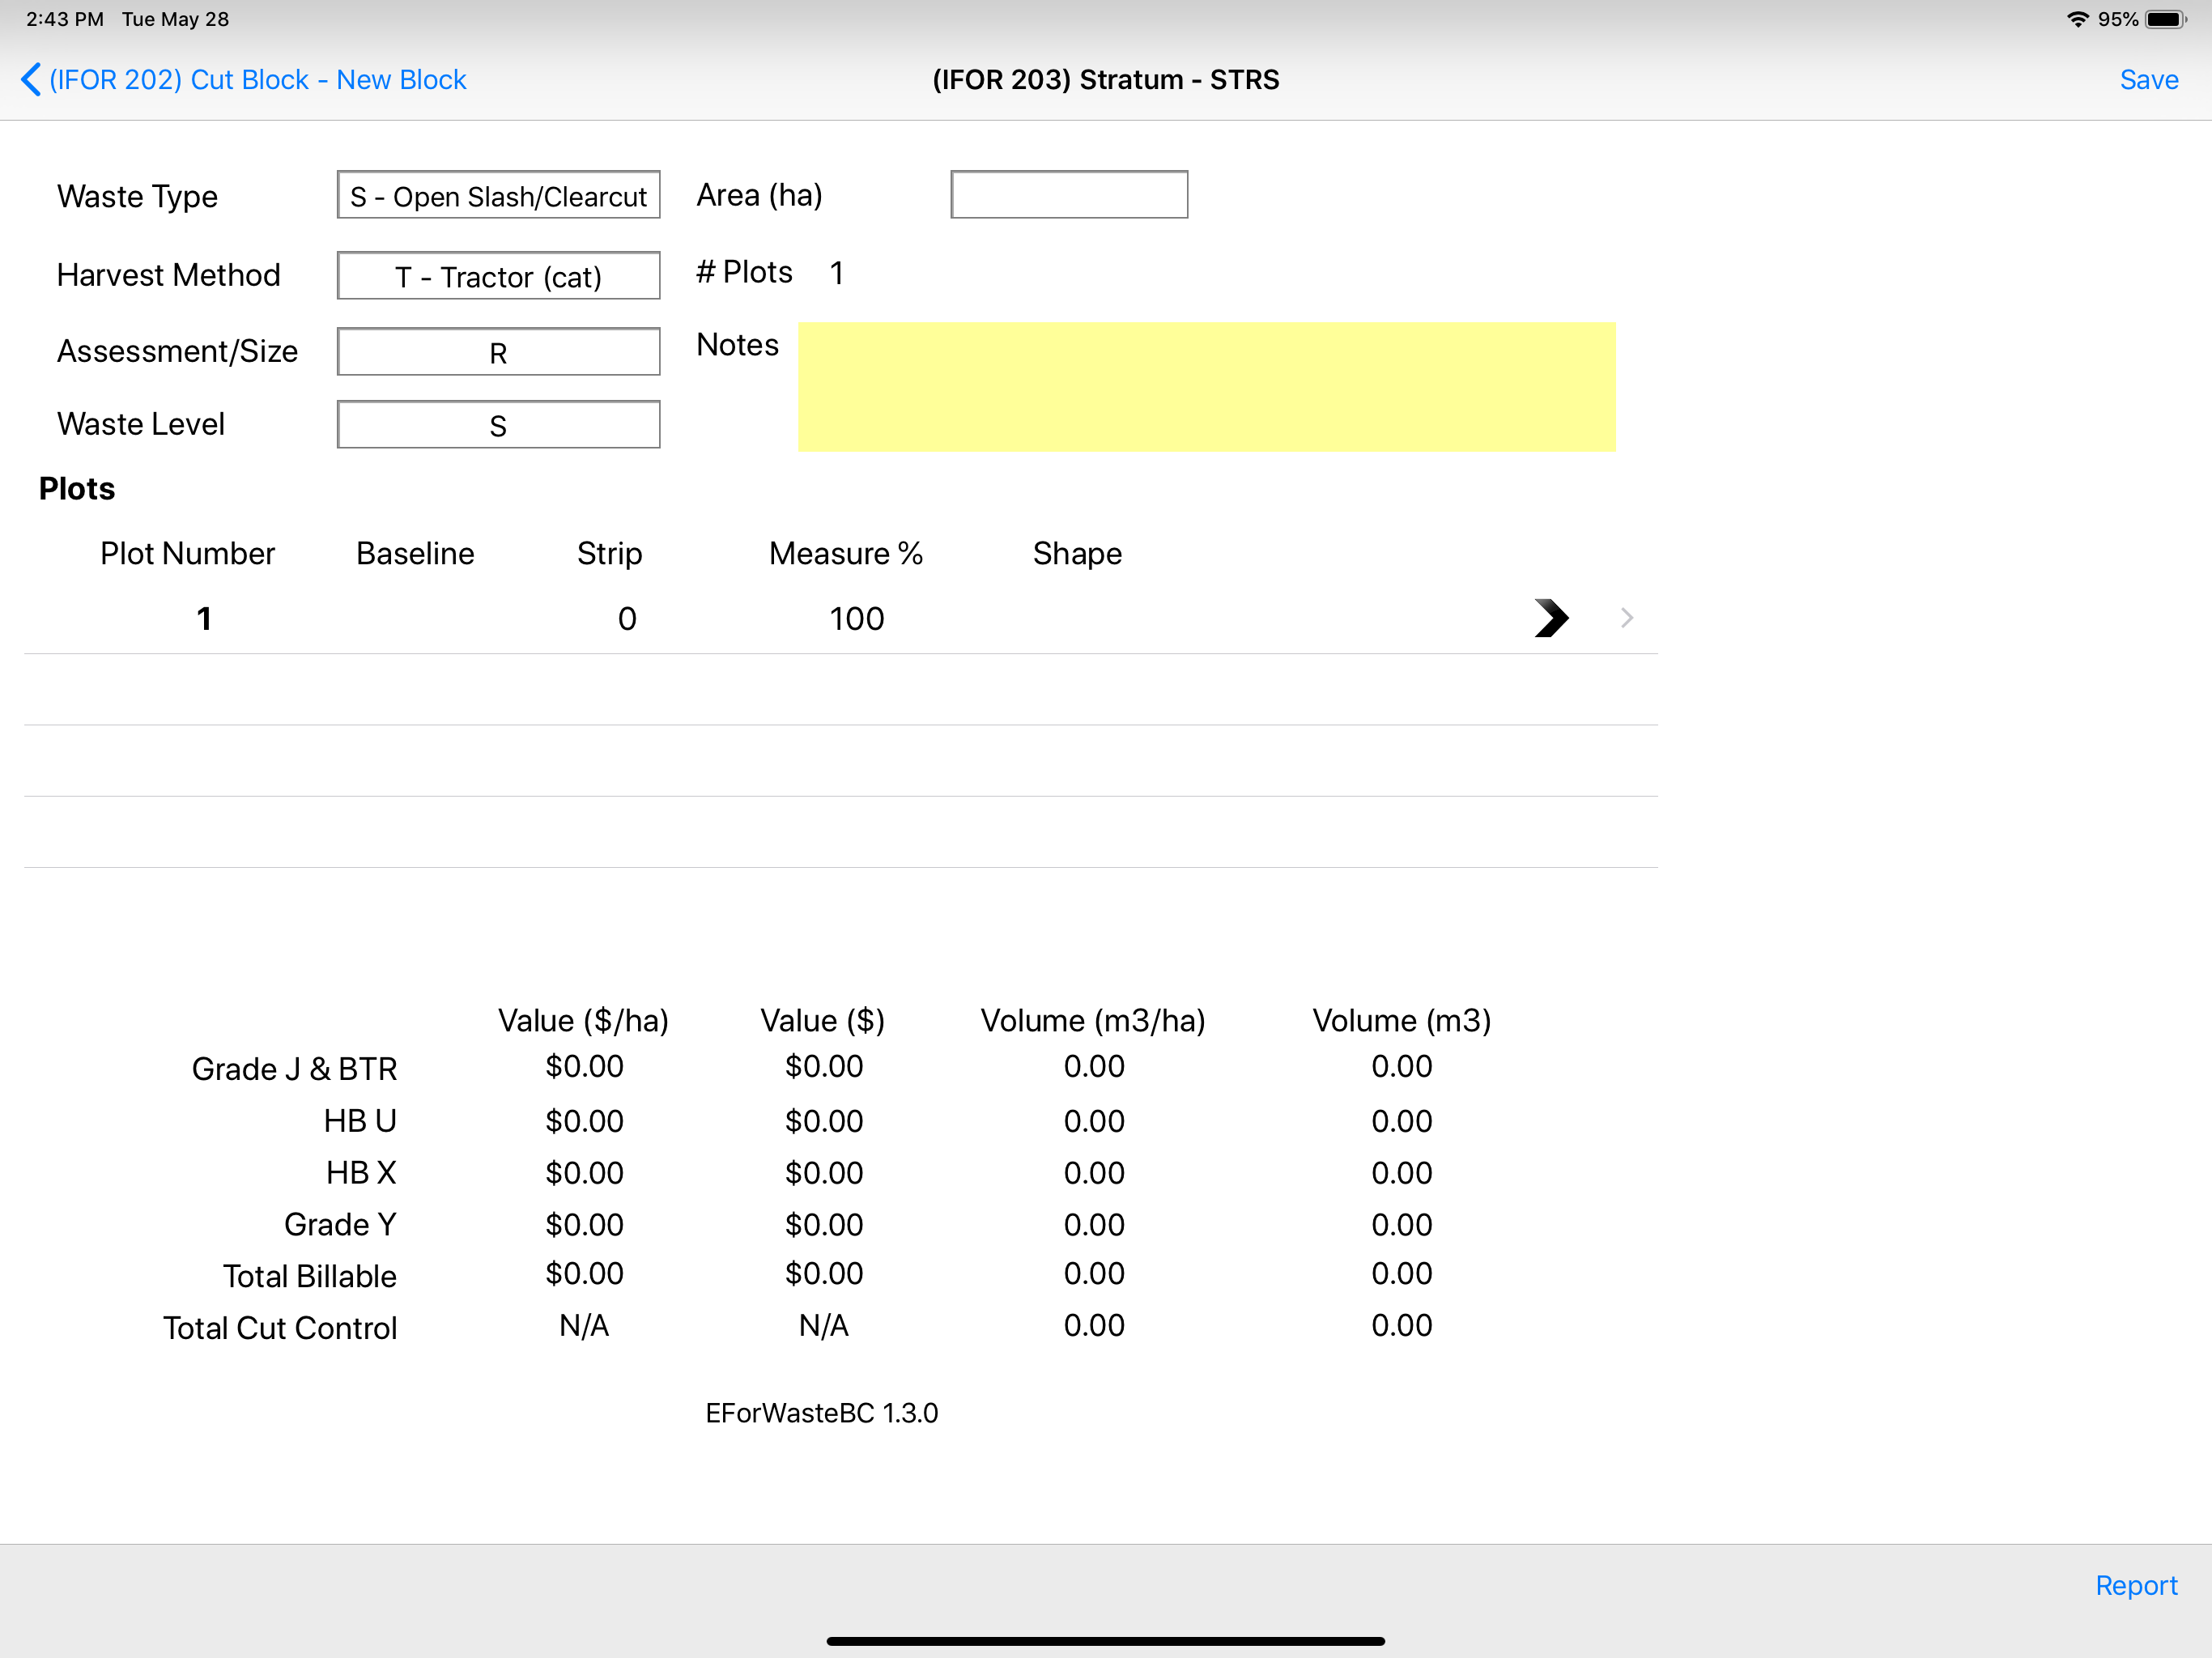 2:43 PM Tue May 28 95%
(IFOR 202) Cut Block - New Block (IFOR 203) Stratum - STRS Save
Waste Type S - Open Slash/Clearcut Area (ha)
Harvest Method T - Tractor (cat) # Plots 1
Assessment/Size R Notes
Waste Level S
Plots
Plot Number Baseline Strip Measure % Shape
1 0 100
Value ($/ha) Value ($) Volume (m3/ha) Volume (m3)
Grade J & BTR $0.00 $0.00 0.00 0.00
HB U $0.00 $0.00 0.00 0.00
HB X $0.00 $0.00 0.00 0.00
Grade Y $0.00 $0.00 0.00 0.00
Total Billable $0.00 $0.00 0.00 0.00
Total Cut Control N/A N/A 0.00 0.00
EForWasteBC 1.3.0
Report